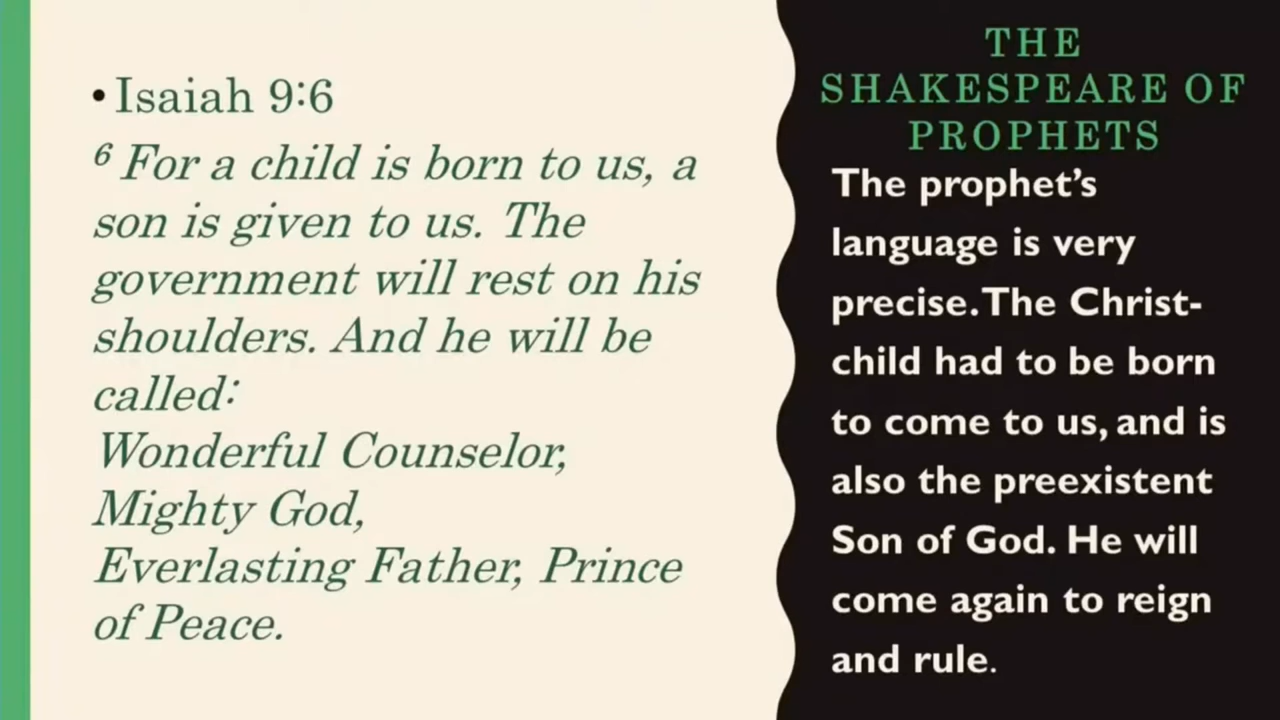 • Isaiah 9:6
⁶ For a child is born to us, a
son is given to us. The
government will rest on his
shoulders. And he will be
called:
Wonderful Counselor,
Mighty God,
Everlasting Father, Prince
of Peace.
THE
SHAKESPEARE OF
PROPHETS
The prophet’s
language is very
precise. The Christ-
child had to be born
to come to us, and is
also the preexistent
Son of God. He will
come again to reign
and rule.